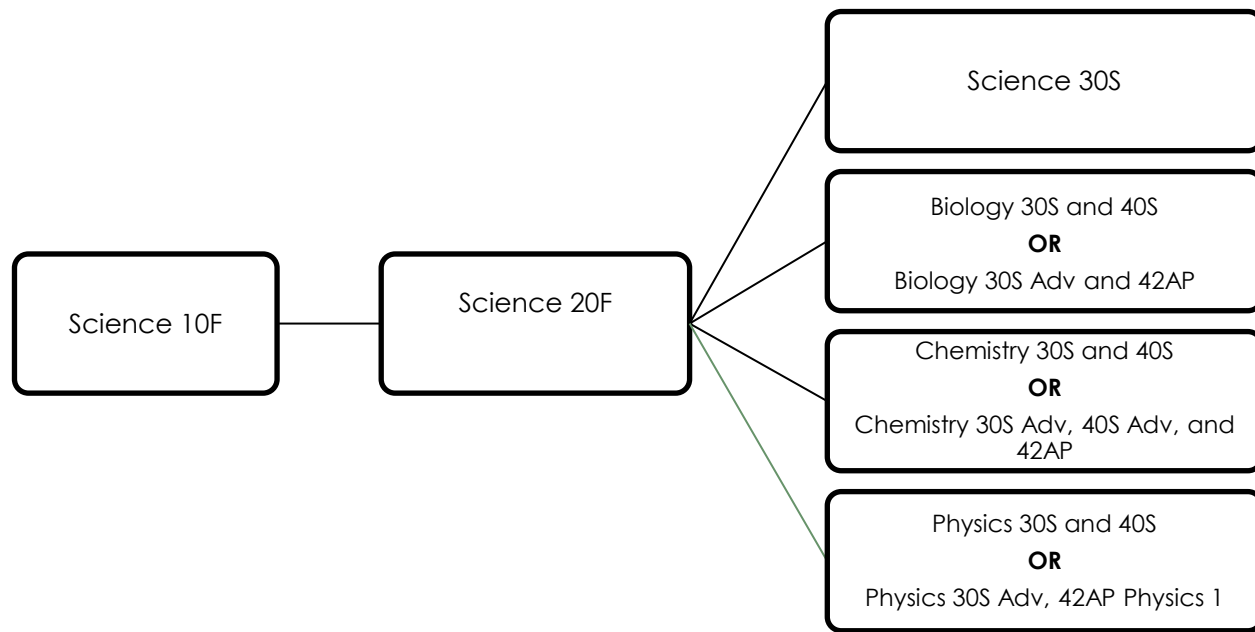 Science 10F
Science 20F
Science 30S
Biology 30S and 40S
OR
Biology 30S Adv and 42AP
Chemistry 30S and 40S
OR
Chemistry 30S Adv, 40S Adv, and
42AP
Physics 30S and 40S
OR
Physics 30S Adv, 42AP Physics 1